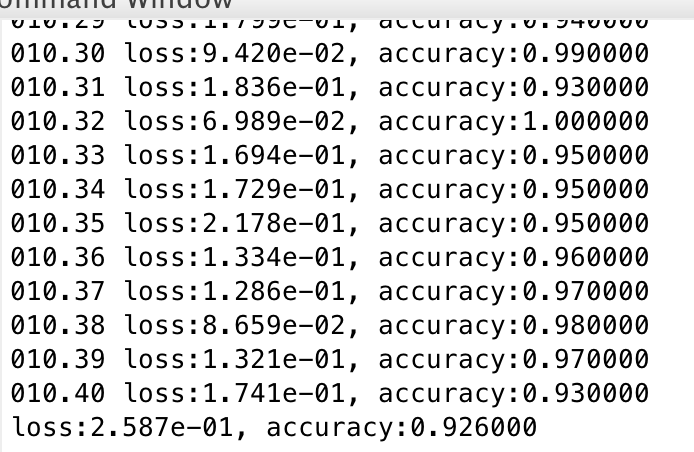 ommand Window
010.29 loss:1.799e-01, accuracy:0.940000
010.30 loss:9.420e-02, accuracy:0.990000
010.31 loss:1.836e-01, accuracy:0.930000
010.32 loss:6.989e-02, accuracy:1.000000
010.33 loss:1.694e-01, accuracy:0.950000
010.34 loss:1.729e-01, accuracy:0.950000
010.35 loss:2.178e-01, accuracy:0.950000
010.36 loss:1.334e-01, accuracy:0.960000
010.37 loss:1.286e-01, accuracy:0.970000
010.38 loss:8.659e-02, accuracy:0.980000
010.39 loss:1.321e-01, accuracy:0.970000
010.40 loss:1.741e-01, accuracy:0.930000
loss:2.587e-01, accuracy:0.926000